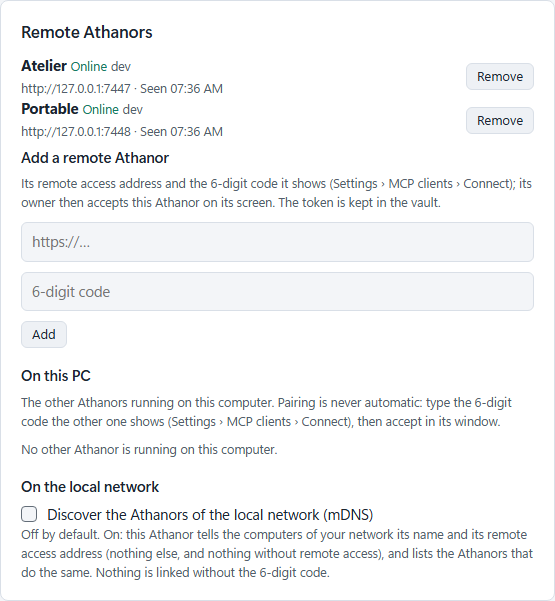 Remote Athanors
Atelier Online dev
http://127.0.0.1:7447 · Seen 07:36 AM
Remove
Portable Online dev
http://127.0.0.1:7448 · Seen 07:36 AM
Remove
Add a remote Athanor
Its remote access address and the 6-digit code it shows (Settings › MCP clients › Connect); its
owner then accepts this Athanor on its screen. The token is kept in the vault.
https://...
6-digit code
Add
On this PC
The other Athanors running on this computer. Pairing is never automatic: type the 6-digit
code the other one shows (Settings › MCP clients › Connect), then accept in its window.
No other Athanor is running on this computer.
On the local network
Discover the Athanors of the local network (mDNS)
Off by default. On: this Athanor tells the computers of your network its name and its remote
access address (nothing else, and nothing without remote access), and lists the Athanors that
do the same. Nothing is linked without the 6-digit code.